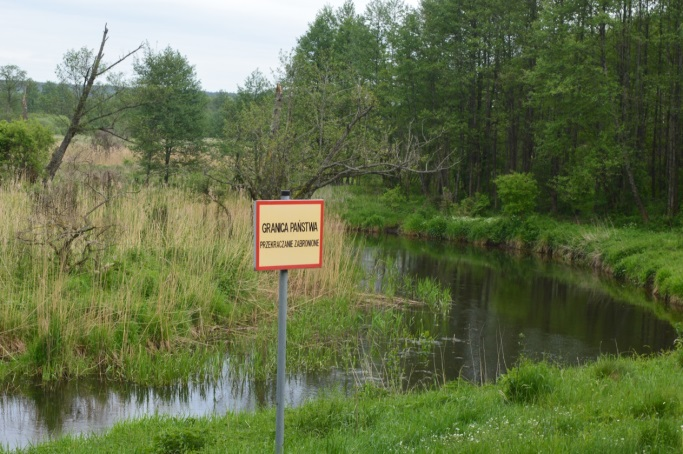 GRANICA PAŃSTWA
PRZEKRACZANIE ZABRONIONE